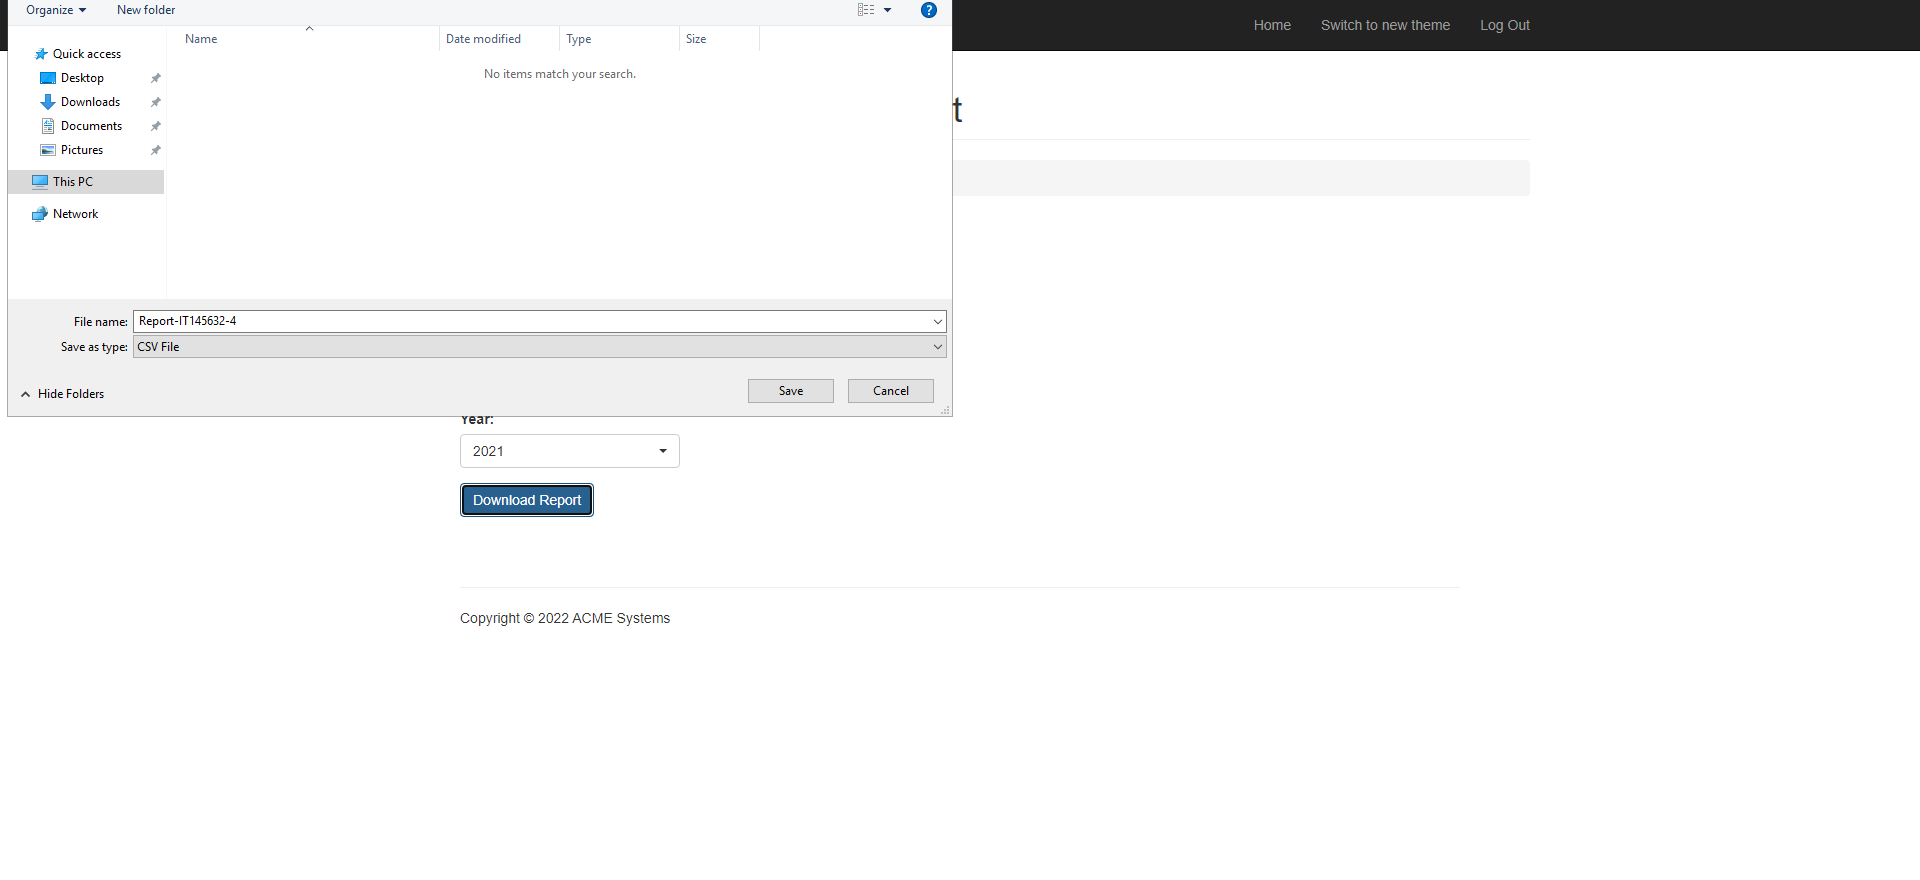 Organize New folder
Home Switch to new theme Log Out
Name Date modified Type Size
Quick access
No items match your search.
Desktop
Downloads
t
Documents
Pictures
This PC
Network
File name: Report-IT145632-4
Save as type: CSV File
Hide Folders Save Cancel
Year:
2021
Download Report
Copyright © 2022 ACME Systems